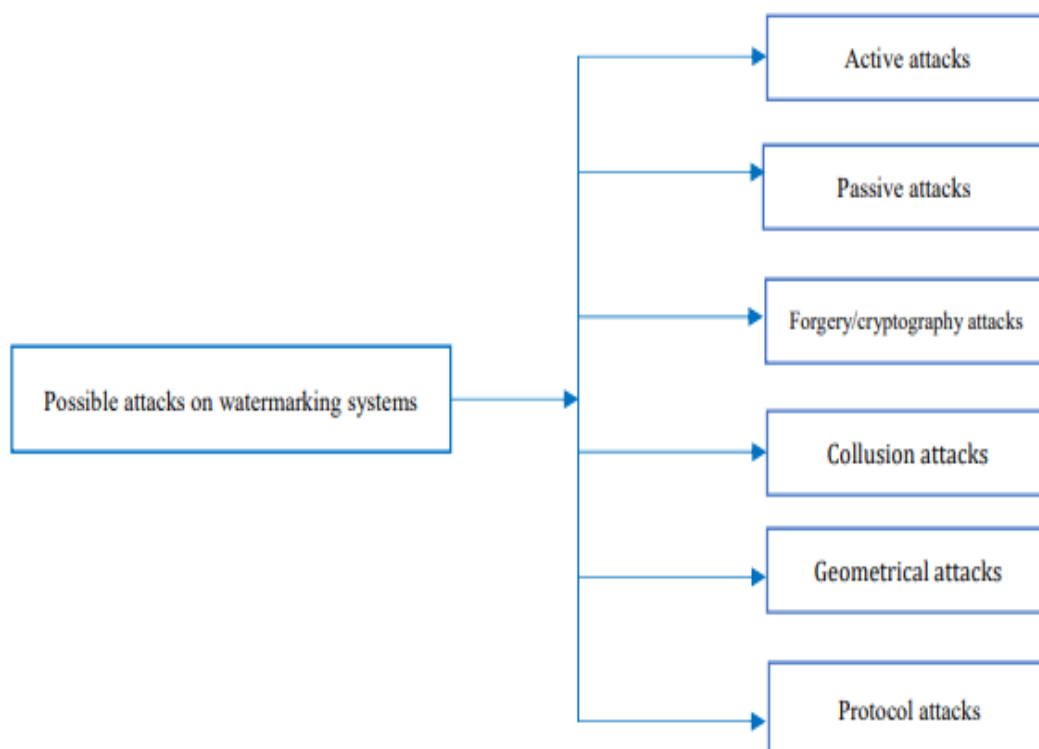 Active attacks
Passive attacks
Forgery/cryptography attacks
Possible attacks on watermarking systems
Collusion attacks
Geometrical attacks
Protocol attacks